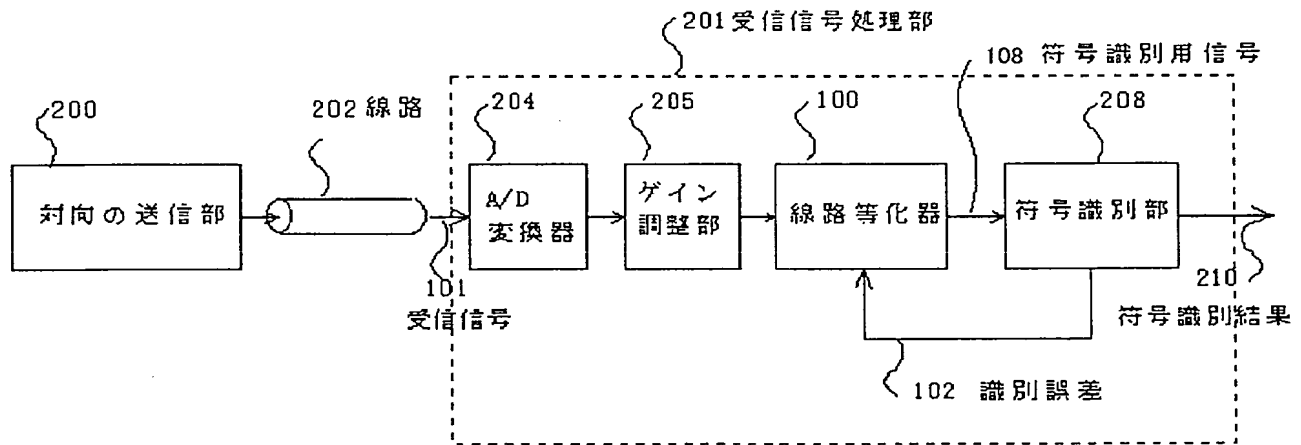 201受信信号処理部
108 符号識別用信号
200
202線路
204
205
100
208
対向の送信部
A/D
変換器
ゲイン
調整部
線路等化器
符号識別部
101
受信信号
210
符号識別結果
102 識別誤差